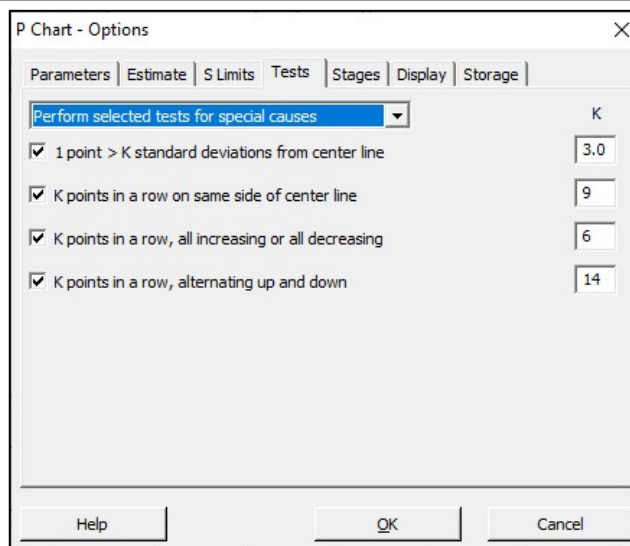 P Chart - Options
Parameters Estimate S Limits Tests Stages Display Storage
Perform selected tests for special causes K
1 point > K standard deviations from center line 3.0
K points in a row on same side of center line 9
K points in a row, all increasing or all decreasing 6
K points in a row, alternating up and down 14
Help OK Cancel